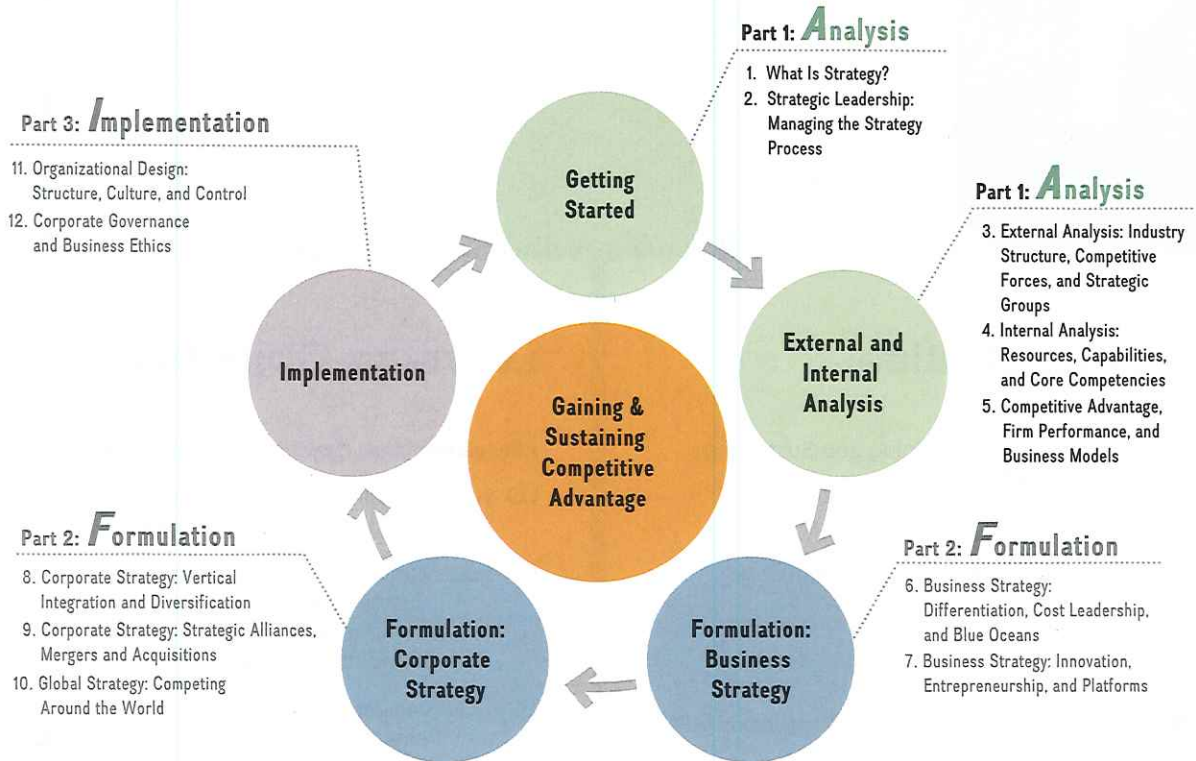 Part 1: Analysis
1. What Is Strategy?
2. Strategic Leadership:
Managing the Strategy
Process
Getting
Started
Part 1: Analysis
3. External Analysis: Industry
Structure, Competitive
Forces, and Strategic
Groups
4. Internal Analysis:
Resources, Capabilities,
and Core Competencies
5. Competitive Advantage,
Firm Performance, and
Business Models
External and
Internal
Analysis
Part 2: Formulation
6. Business Strategy:
Differentiation, Cost Leadership,
and Blue Oceans
7. Business Strategy: Innovation,
Entrepreneurship, and Platforms
Formulation:
Business
Strategy
Part 2: Formulation
8. Corporate Strategy: Vertical
Integration and Diversification
9. Corporate Strategy: Strategic Alliances,
Mergers and Acquisitions
10. Global Strategy: Competing
Around the World
Formulation:
Corporate
Strategy
Part 3: Implementation
11. Organizational Design:
Structure, Culture, and Control
12. Corporate Governance
and Business Ethics
Implementation
Gaining &
Sustaining
Competitive
Advantage